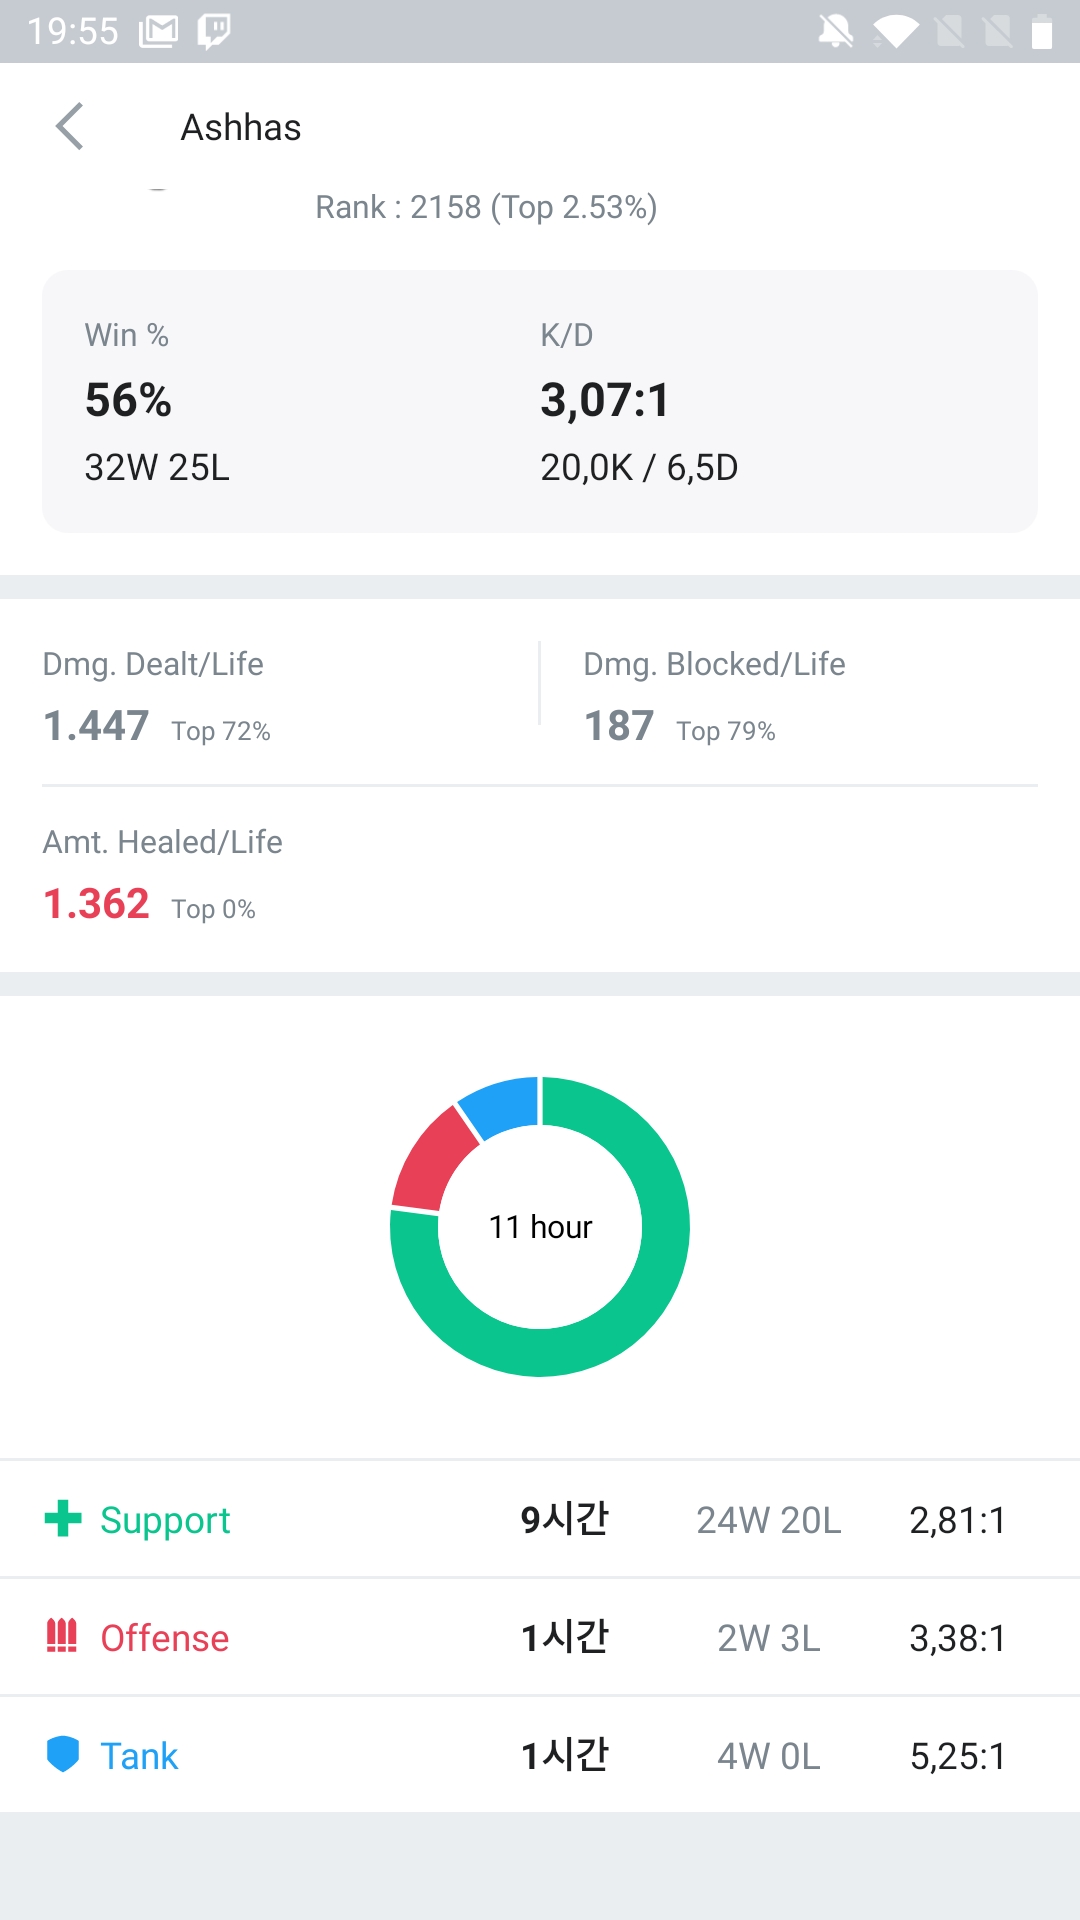 19:55
Ashhas
Rank : 2158 (Top 2.53%)
Win %
K/D
56%
3,07:1
32W 25L
20,0K / 6,5D
Dmg. Dealt/Life
Dmg. Blocked/Life
1.447 Top 72%
187 Top 79%
Amt. Healed/Life
1.362 Top 0%
11 hour
Support 9시간 24W 20L 2,81:1
Offense 1시간 2W 3L 3,38:1
Tank 1시간 4W 0L 5,25:1